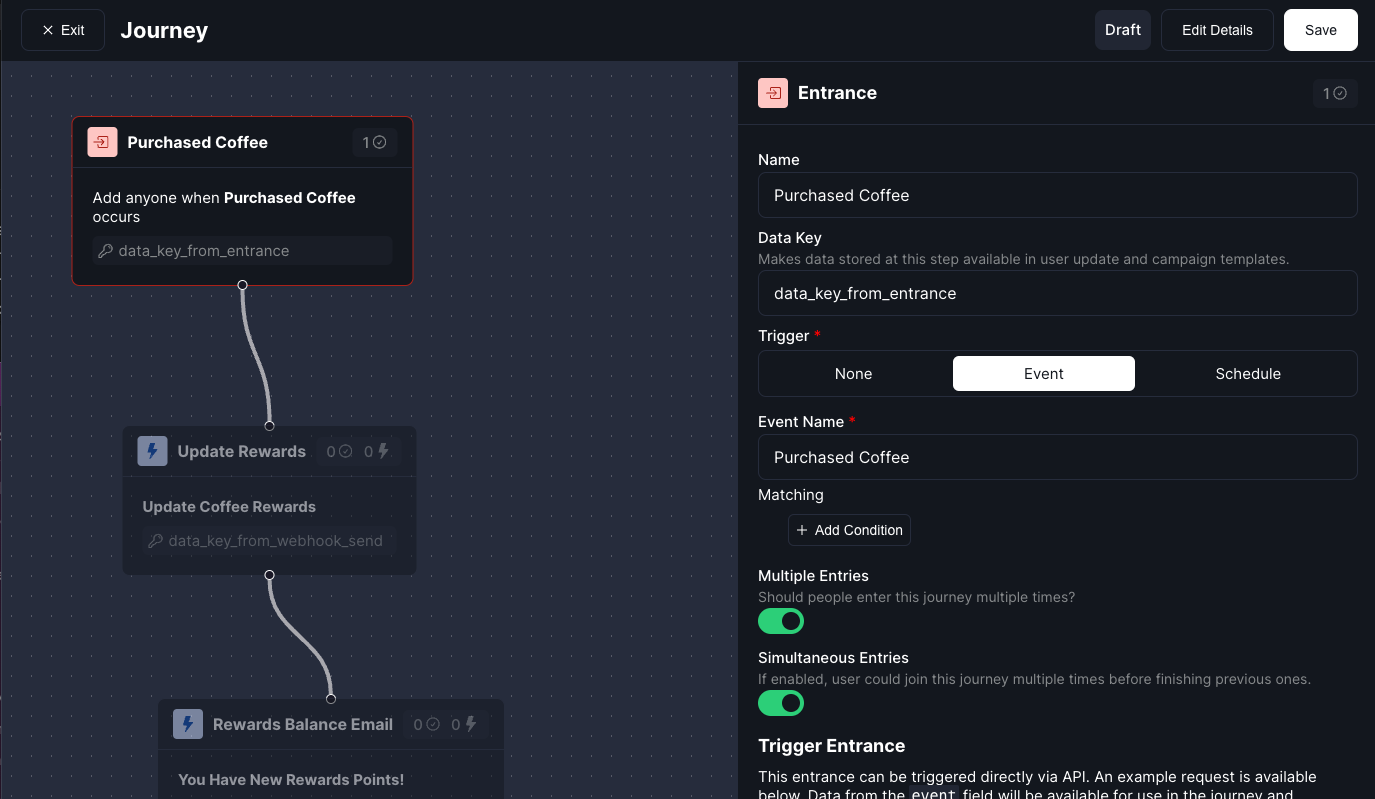 Exit
Journey
Draft
Edit Details
Save
Purchased Coffee
1
Add anyone when Purchased Coffee
occurs
data_key_from_entrance
Update Rewards
0 0
Update Coffee Rewards
data_key_from_webhook_send
Rewards Balance Email
0 0
You Have New Rewards Points!
Entrance
1
Name
Purchased Coffee
Data Key
Makes data stored at this step available in user update and campaign templates.
data_key_from_entrance
Trigger *
None
Event
Schedule
Event Name *
Purchased Coffee
Matching
+ Add Condition
Multiple Entries
Should people enter this journey multiple times?
Simultaneous Entries
If enabled, user could join this journey multiple times before finishing previous ones.
Trigger Entrance
This entrance can be triggered directly via API. An example request is available
below. Data from the event field will be available for use in the journey and